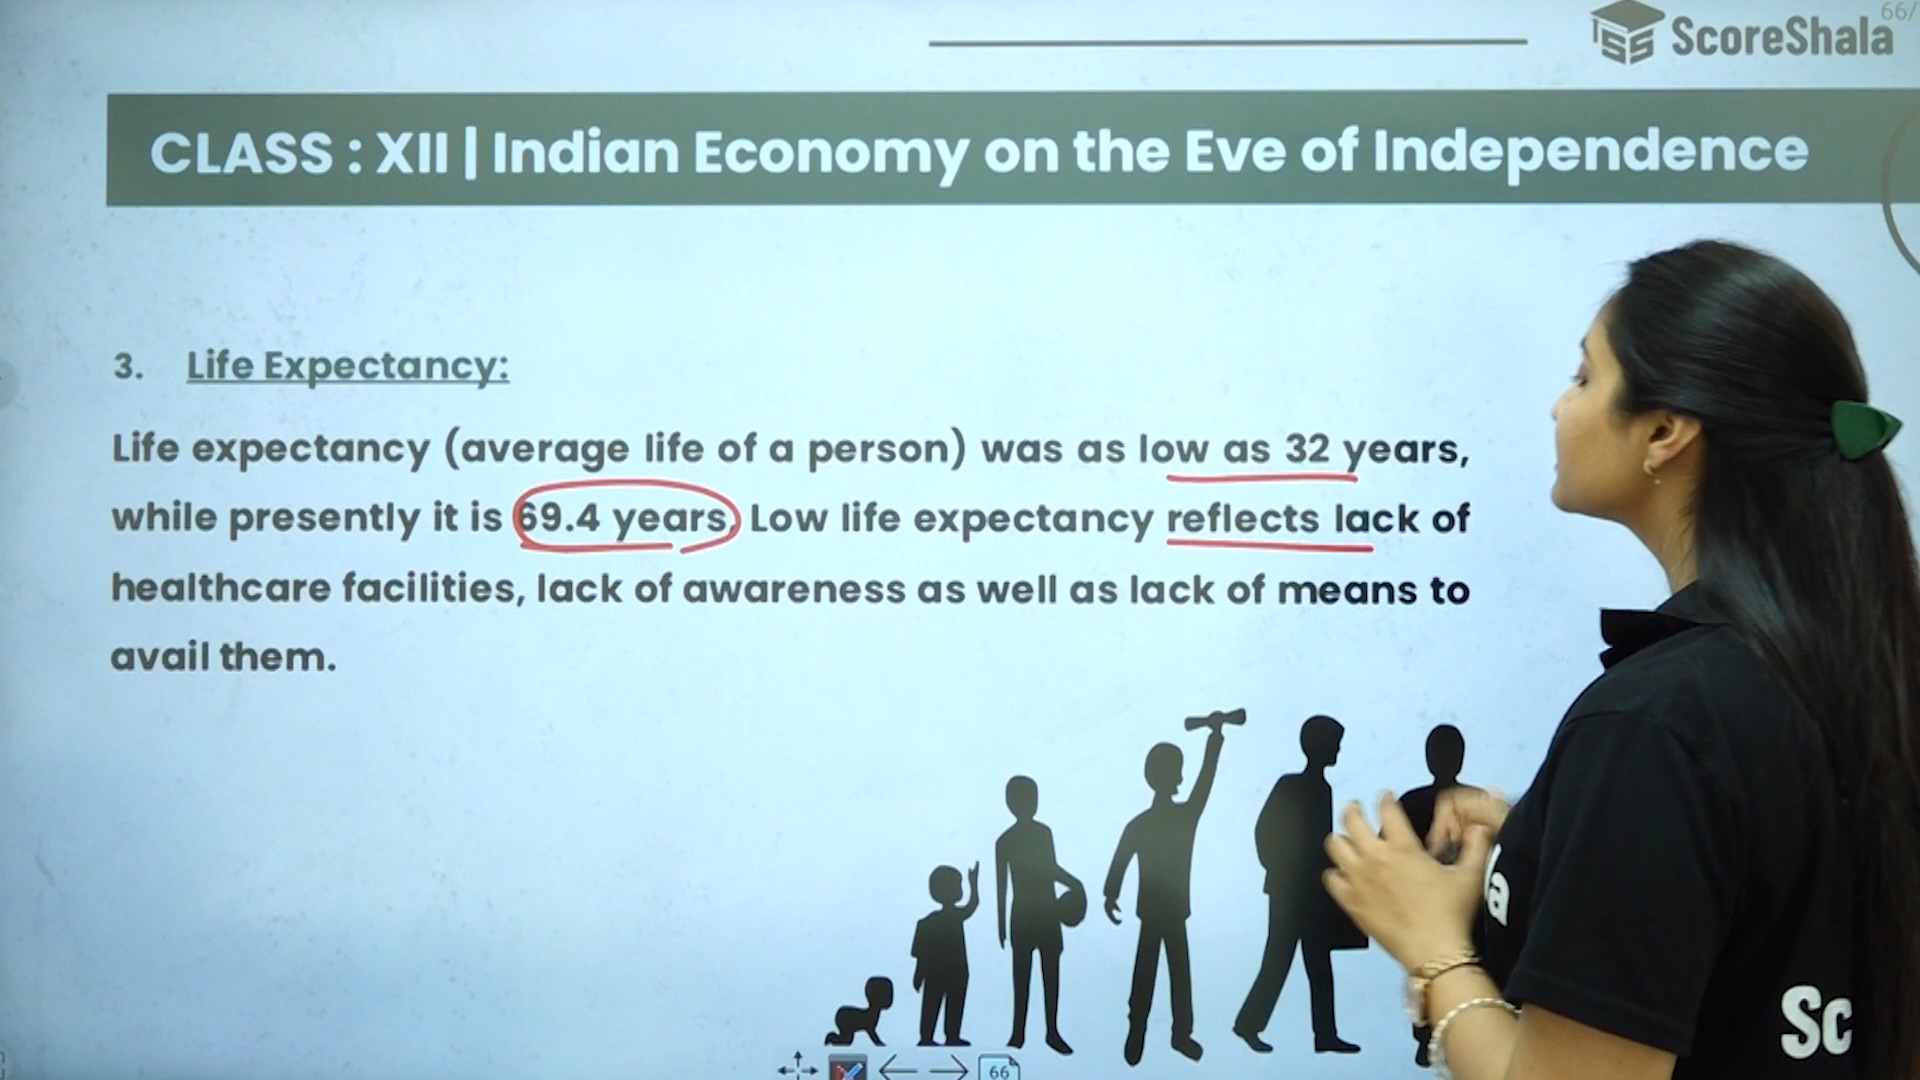 66/
ScoreShala
CLASS : XII | Indian Economy on the Eve of Independence
3. Life Expectancy:
Life expectancy (average life of a person) was as low as 32 years,
while presently it is 69.4 years. Low life expectancy reflects lack of
healthcare facilities, lack of awareness as well as lack of means to
avail them.
a
Sc
66